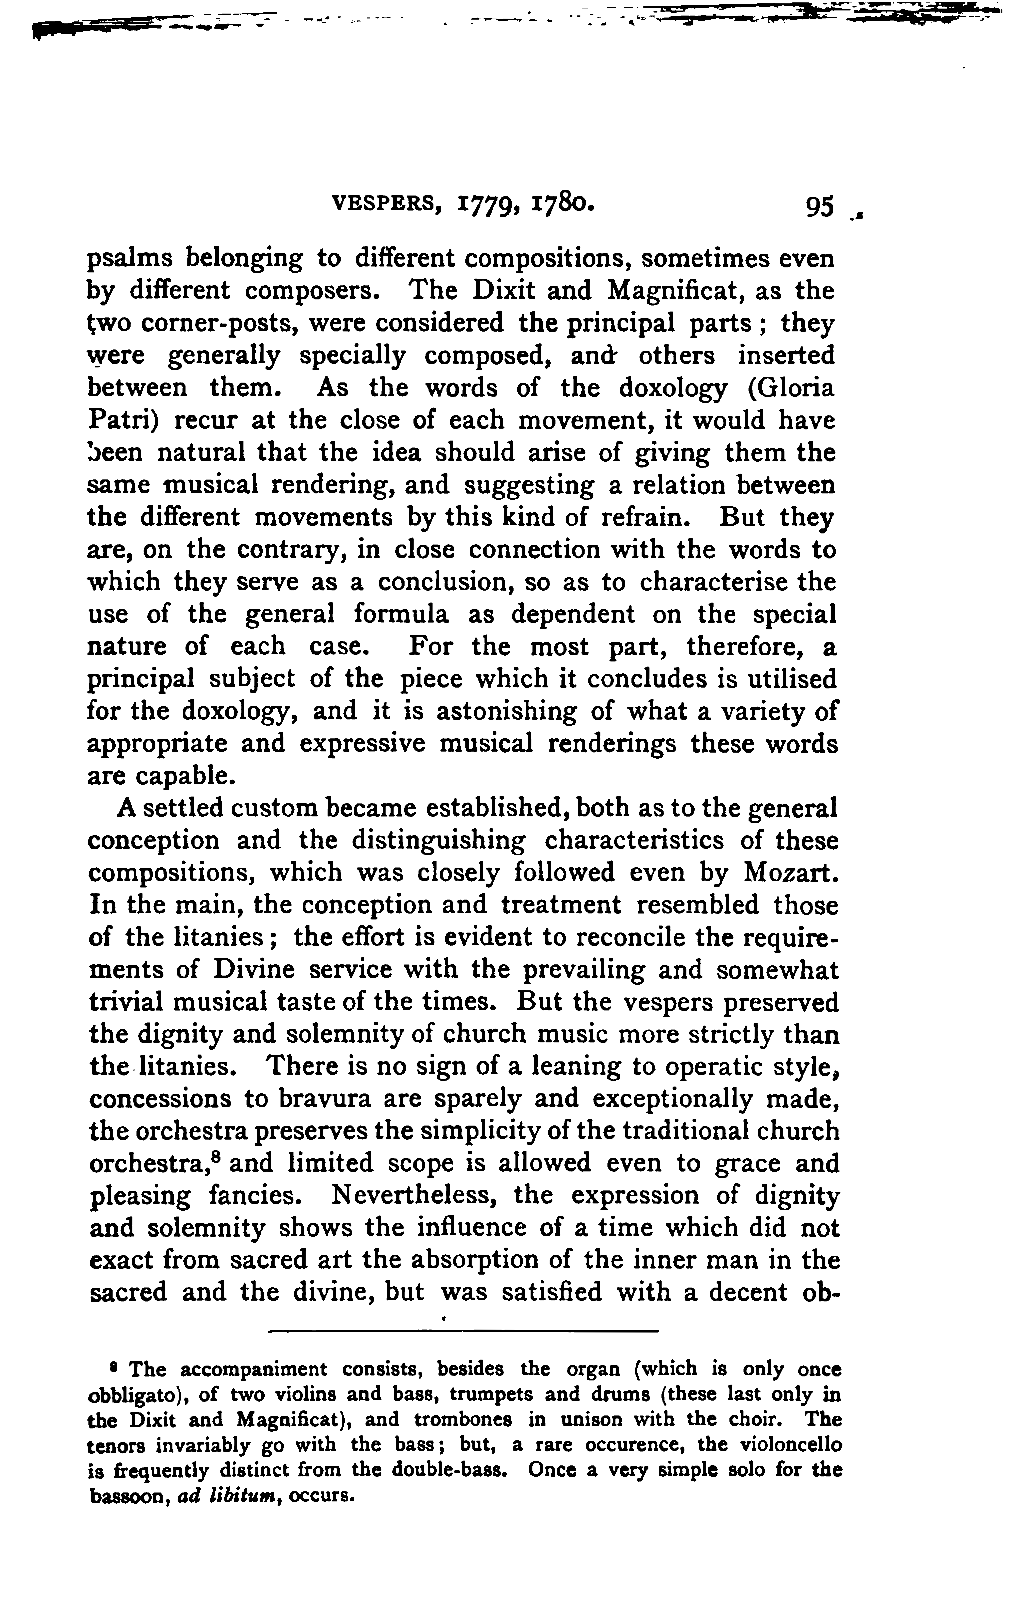 VESPERS, 1779, 1780. 95
psalms belonging to different compositions, sometimes even
by different composers. The Dixit and Magnificat, as the
two corner-posts, were considered the principal parts ; they
were generally specially composed, and others inserted
between them. As the words of the doxology (Gloria
Patri) recur at the close of each movement, it would have
been natural that the idea should arise of giving them the
same musical rendering, and suggesting a relation between
the different movements by this kind of refrain. But they
are, on the contrary, in close connection with the words to
which they serve as a conclusion, so as to characterise the
use of the general formula as dependent on the special
nature of each case. For the most part, therefore, a
principal subject of the piece which it concludes is utilised
for the doxology, and it is astonishing of what a variety of
appropriate and expressive musical renderings these words
are capable.
A settled custom became established, both as to the general
conception and the distinguishing characteristics of these
compositions, which was closely followed even by Mozart.
In the main, the conception and treatment resembled those
of the litanies ; the effort is evident to reconcile the require-
ments of Divine service with the prevailing and somewhat
trivial musical taste of the times. But the vespers preserved
the dignity and solemnity of church music more strictly than
the litanies. There is no sign of a leaning to operatic style,
concessions to bravura are sparely and exceptionally made,
the orchestra preserves the simplicity of the traditional church
orchestra,⁸ and limited scope is allowed even to grace and
pleasing fancies. Nevertheless, the expression of dignity
and solemnity shows the influence of a time which did not
exact from sacred art the absorption of the inner man in the
sacred and the divine, but was satisfied with a decent ob-
⁸ The accompaniment consists, besides the organ (which is only once
obbligato), of two violins and bass, trumpets and drums (these last only in
the Dixit and Magnificat), and trombones in unison with the choir. The
tenors invariably go with the bass ; but, a rare occurence, the violoncello
is frequently distinct from the double-bass. Once a very simple solo for the
bassoon, ad libitum, occurs.